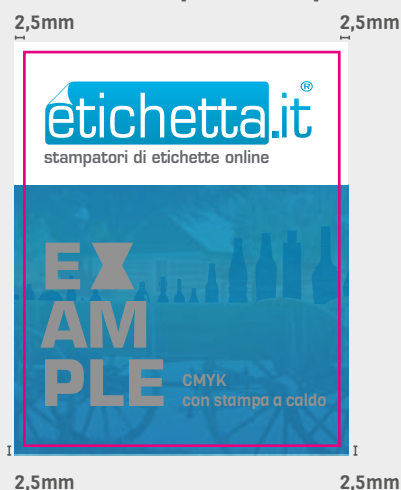 2,5mm 2,5mm
etichetta.it®
stampatori di etichette online
EX
AM
PLE
CMYK
con stampa a caldo
2,5mm 2,5mm